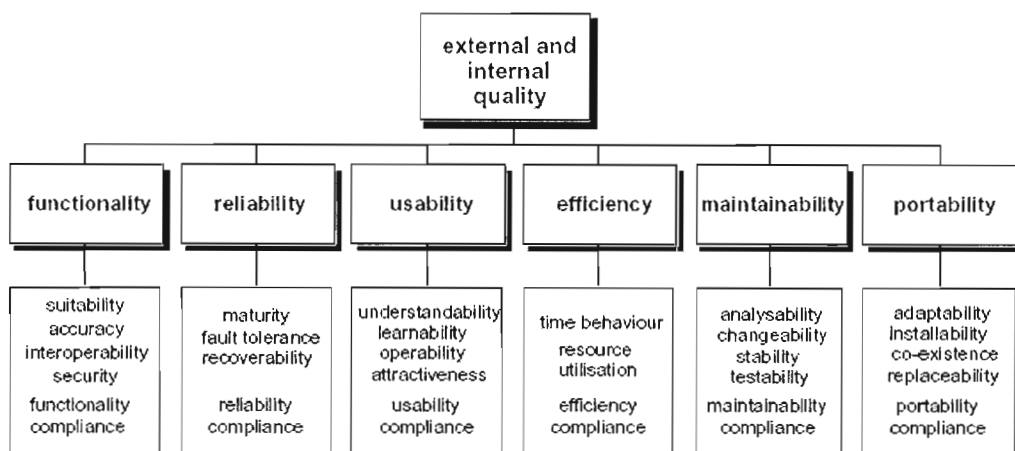 external and
internal
quality
functionality
reliability
usability
efficiency
maintainability
portability
suitability
accuracy
interoperability
security
functionality
compliance
maturity
fault tolerance
recoverability
reliability
compliance
understandability
learnability
operability
attractiveness
usability
compliance
time behaviour
resource
utilisation
efficiency
compliance
analysability
changeability
stability
testability
maintainability
compliance
adaptability
installability
co-existence
replaceability
portability
compliance